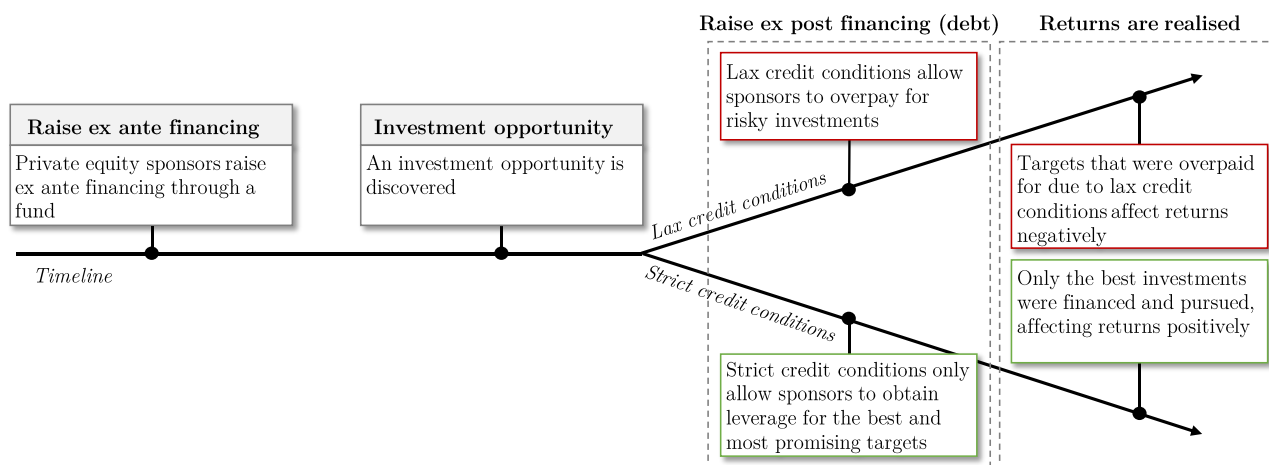 Raise ex post financing (debt)
Returns are realised
Lax credit conditions allow
sponsors to overpay for
risky investments
Raise ex ante financing
Private equity sponsors raise
ex ante financing through a
fund
Investment opportunity
An investment opportunity is
discovered
Lax credit conditions
Targets that were overpaid
for due to lax credit
conditions affect returns
negatively
Timeline
Strict credit conditions
Only the best investments
were financed and pursued,
affecting returns positively
Strict credit conditions only
allow sponsors to obtain
leverage for the best and
most promising targets